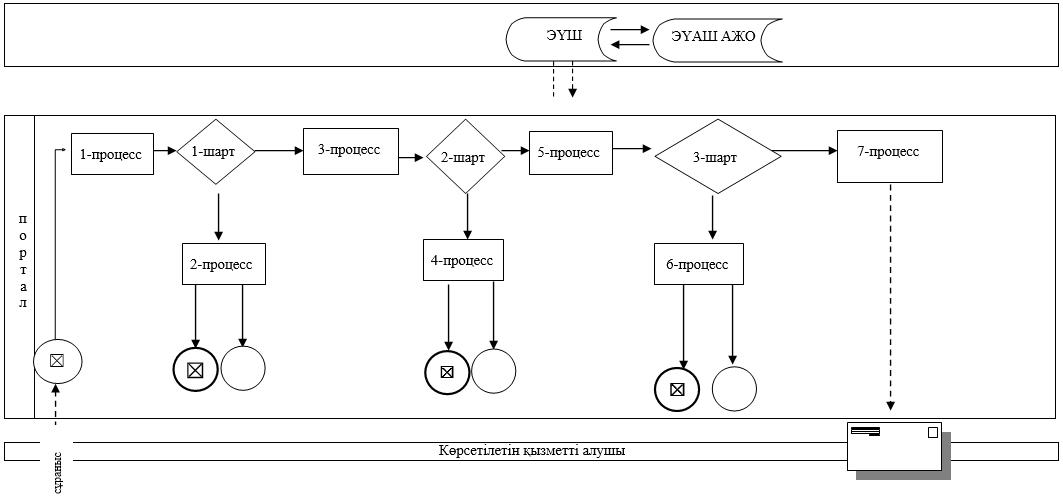 ЭҮШ
ЭҮАШ АЖО
1-процесс
1-шарт
3-процесс
2-шарт
5-процесс
3-шарт
7-процесс
портал
2-процесс
4-процесс
6-процесс
Көрсетілетін қызметті алушы
сұраныс